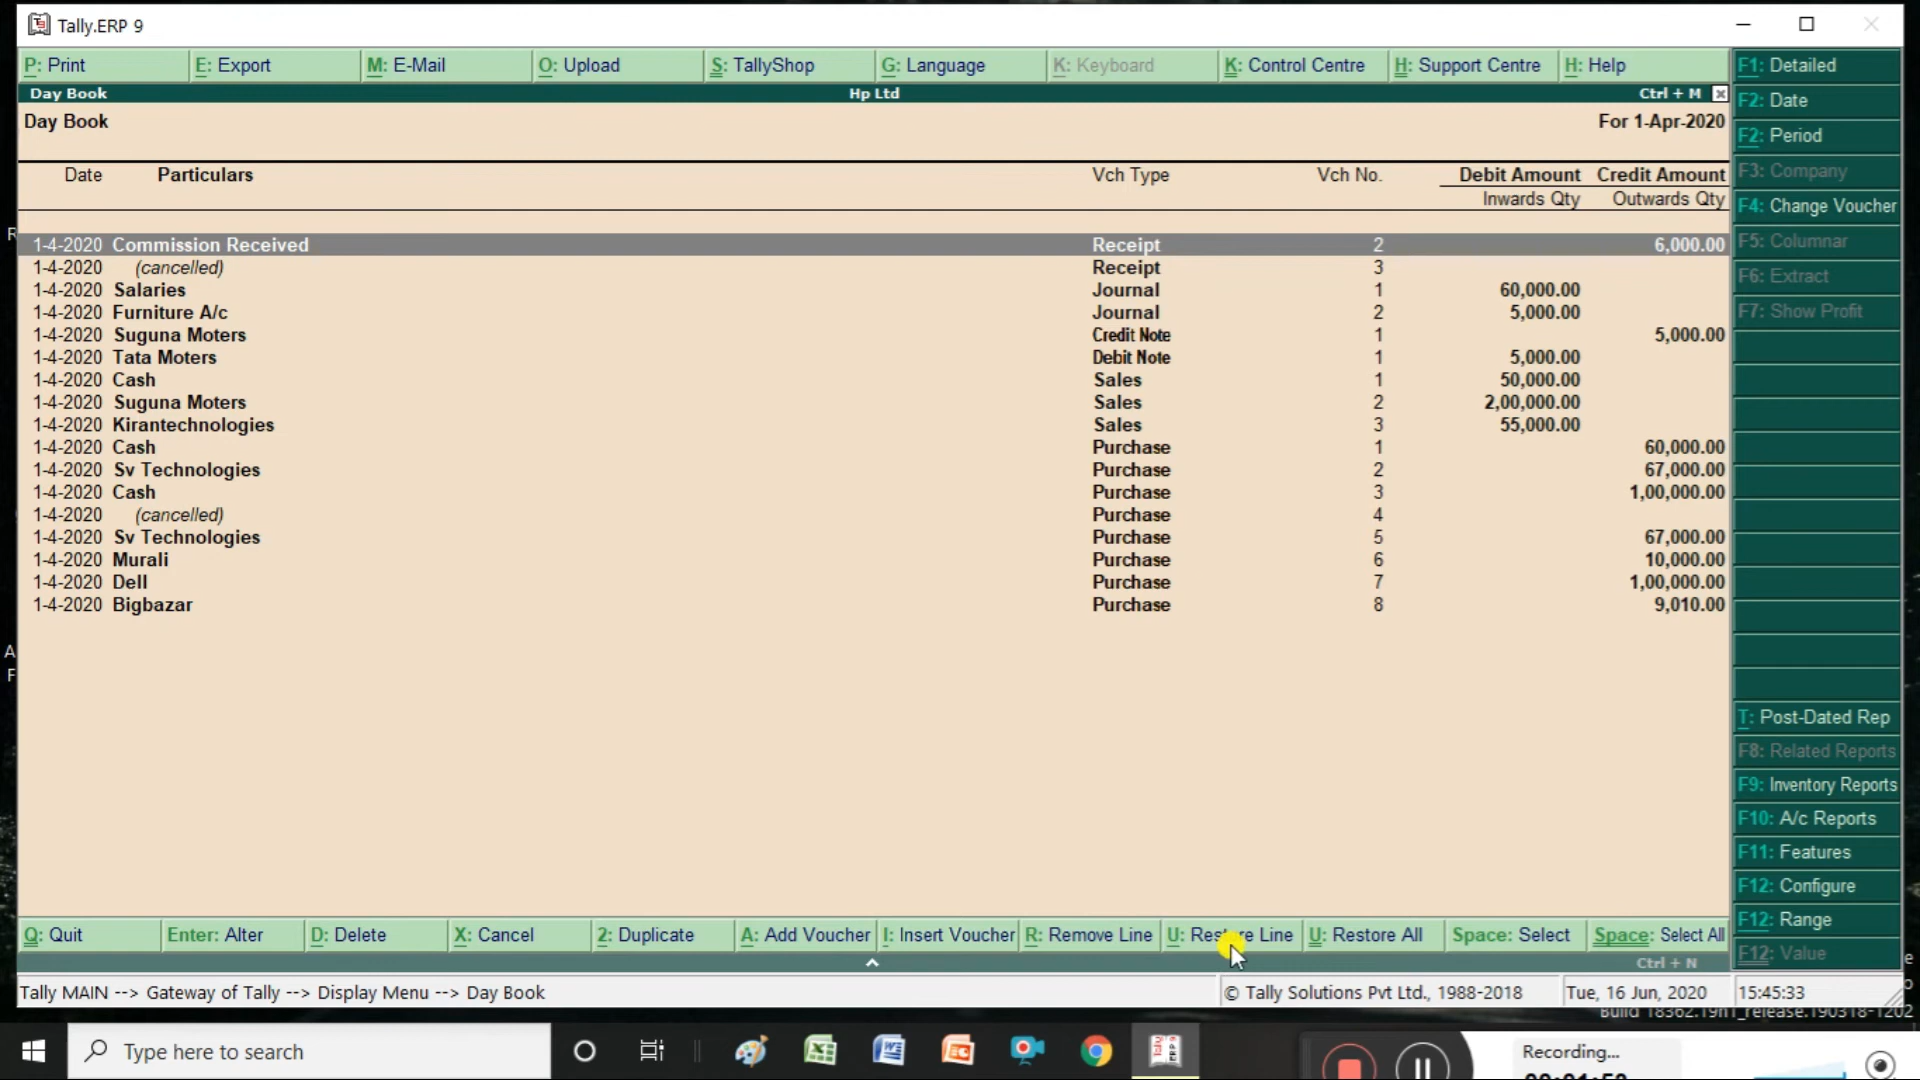 Tally.ERP 9
P: Print E: Export M: E-Mail O: Upload S: TallyShop G: Language K: Keyboard K: Control Centre H: Support Centre H: Help
Day Book Hp Ltd Ctrl + M
Day Book For 1-Apr-2020
Date Particulars Vch Type Vch No. Debit Amount Credit Amount
Inwards Qty Outwards Qty
1-4-2020 Commission Received Receipt 2 6,000.00
1-4-2020 (cancelled) Receipt 3
1-4-2020 Salaries Journal 1 60,000.00
1-4-2020 Furniture A/c Journal 2 5,000.00
1-4-2020 Suguna Moters Credit Note 1 5,000.00
1-4-2020 Tata Moters Debit Note 1 5,000.00
1-4-2020 Cash Sales 1 50,000.00
1-4-2020 Suguna Moters Sales 2 2,00,000.00
1-4-2020 Kirantechnologies Sales 3 55,000.00
1-4-2020 Cash Purchase 1 60,000.00
1-4-2020 Sv Technologies Purchase 2 67,000.00
1-4-2020 Cash Purchase 3 1,00,000.00
1-4-2020 (cancelled) Purchase 4
1-4-2020 Sv Technologies Purchase 5 67,000.00
1-4-2020 Murali Purchase 6 10,000.00
1-4-2020 Dell Purchase 7 1,00,000.00
1-4-2020 Bigbazar Purchase 8 9,010.00
F1: Detailed
F2: Date
F2: Period
F3: Company
F4: Change Voucher
F5: Columnar
F6: Extract
F7: Show Profit
T: Post-Dated Rep
F8: Related Reports
F9: Inventory Reports
F10: A/c Reports
F11: Features
F12: Configure
F12: Range
F12: Value
Q: Quit Enter: Alter D: Delete X: Cancel 2: Duplicate A: Add Voucher I: Insert Voucher R: Remove Line U: Restore Line U: Restore All Space: Select Space: Select All
Ctrl + N
Tally MAIN --> Gateway of Tally --> Display Menu --> Day Book © Tally Solutions Pvt Ltd., 1988-2018 Tue, 16 Jun, 2020 15:45:33
Build 18362.19h1_release.190318-1202
Type here to search
Recording...